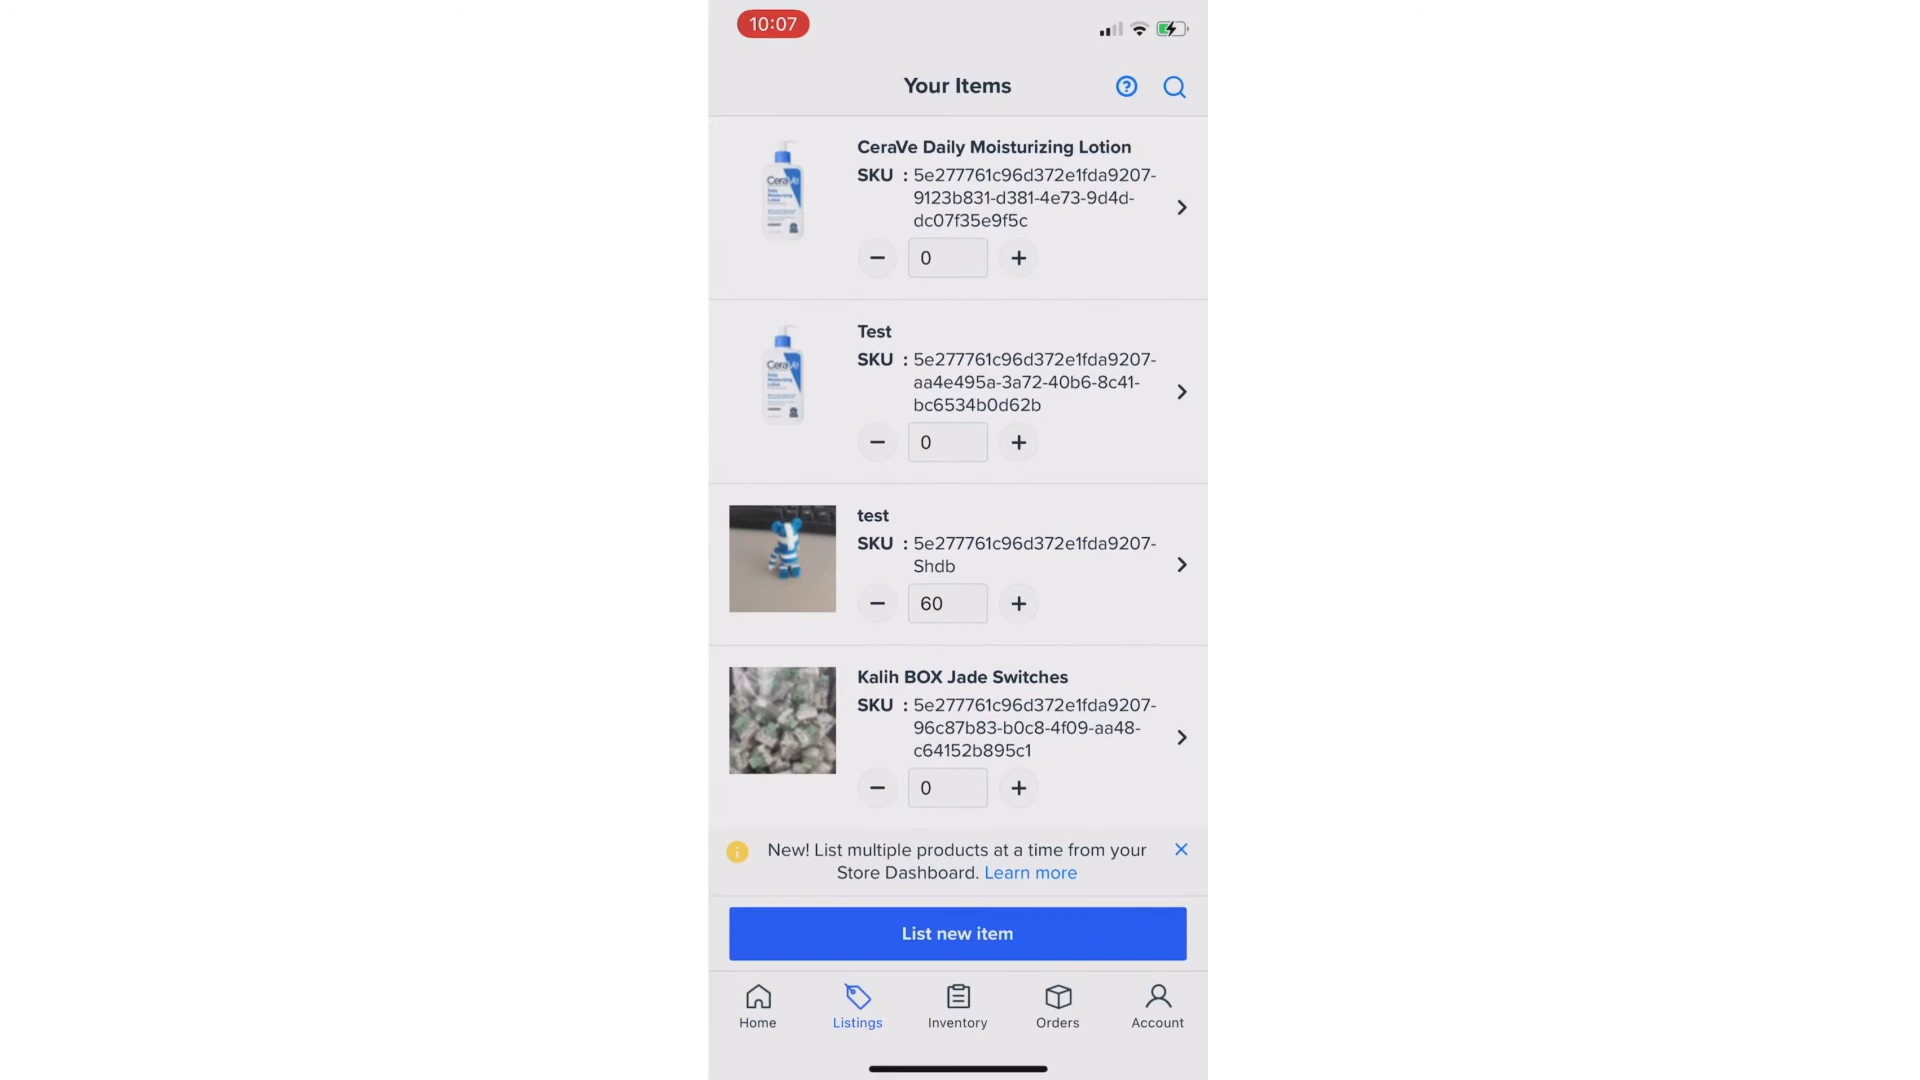 10:07
Your Items
CeraVe Daily Moisturizing Lotion
SKU : 5e277761c96d372e1fda9207-
9123b831-d381-4e73-9d4d-
dc07f35e9f5c
CeraVe
0
Test
SKU : 5e277761c96d372e1fda9207-
aa4e495a-3a72-40b6-8c41-
bc6534b0d62b
CeraVe
0
test
SKU : 5e277761c96d372e1fda9207-
Shdb
60
Kalih BOX Jade Switches
SKU : 5e277761c96d372e1fda9207-
96c87b83-b0c8-4f09-aa48-
c64152b895c1
0
New! List multiple products at a time from your
Store Dashboard. Learn more
List new item
Home
Listings
Inventory
Orders
Account